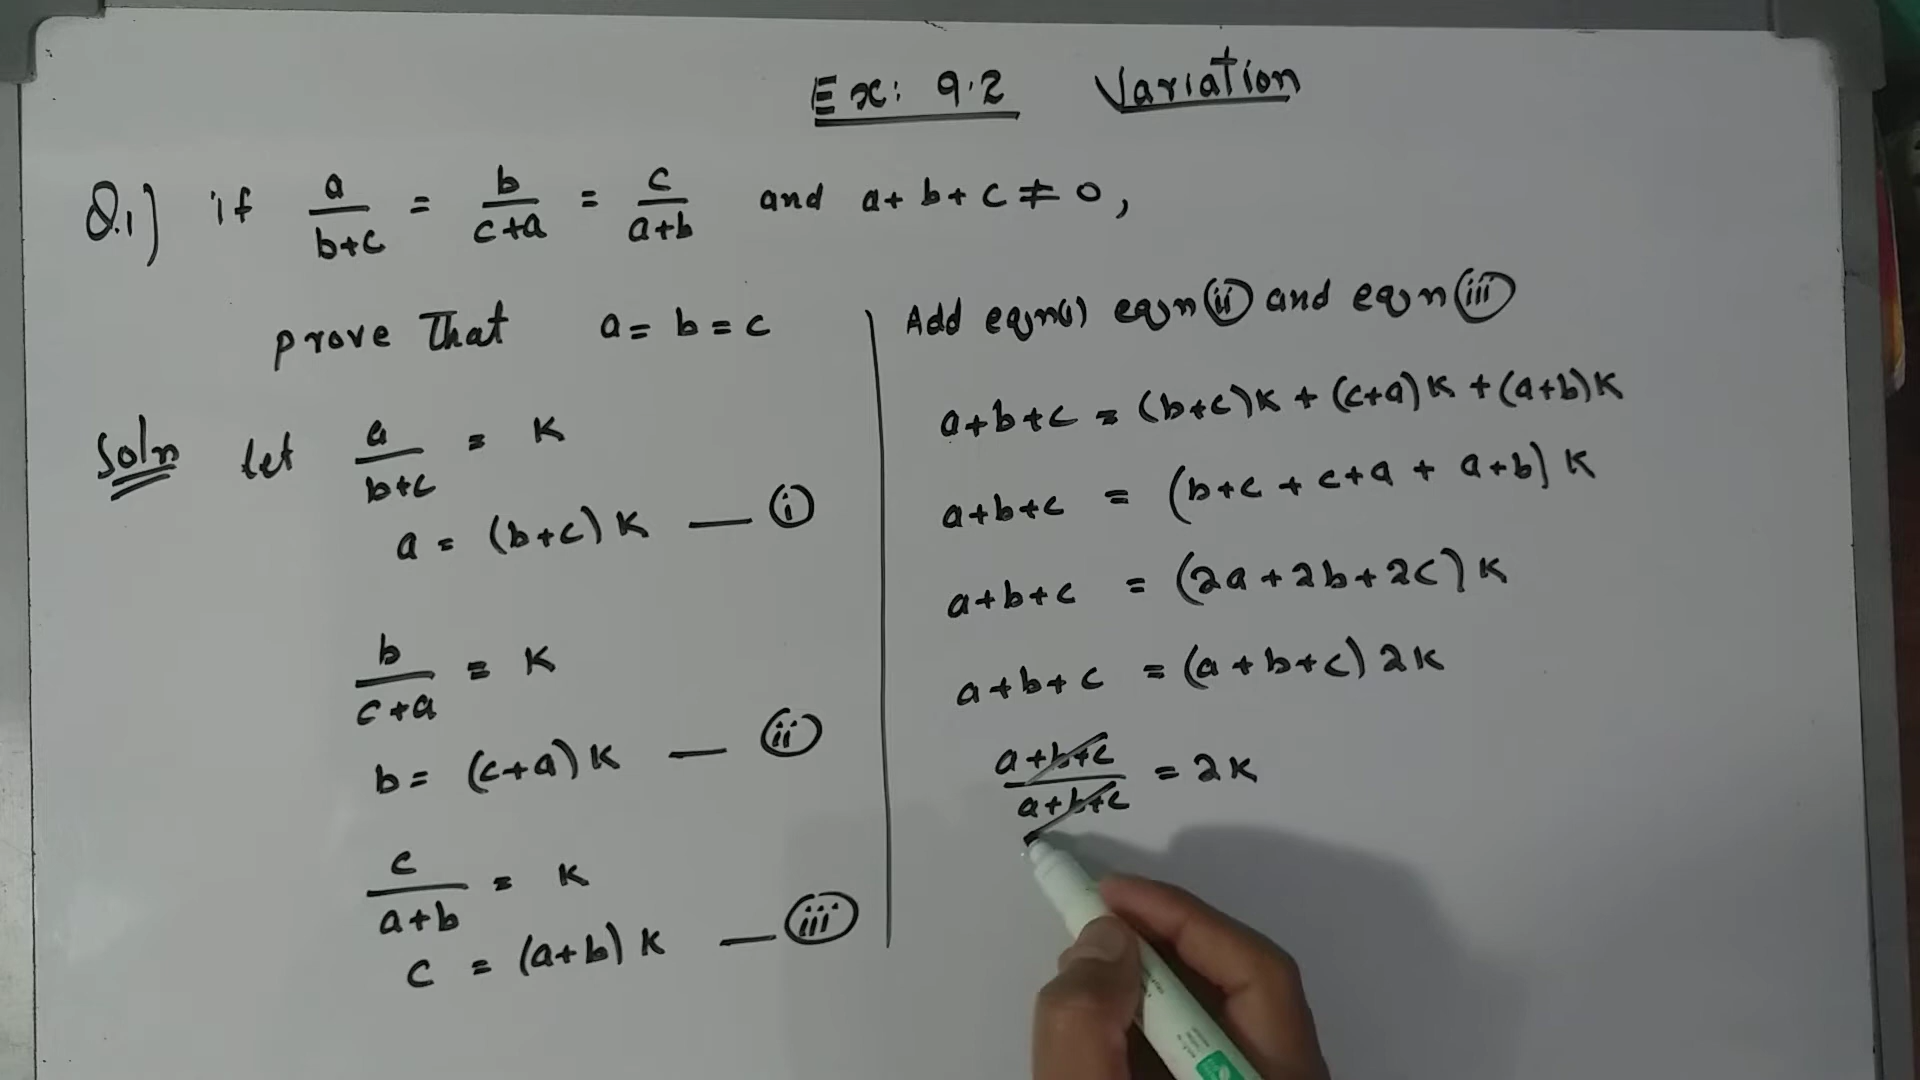 Ex: 9.2 Variation
Q.1) if a/(b+c) = b/(c+a) = c/(a+b) and a+b+c ≠ 0,
prove That a = b = c
Soln let a/(b+c) = K
a = (b+c) K — (i)
b/(c+a) = K
b = (c+a) K — (ii)
c/(a+b) = K
c = (a+b) K — (iii)
Add eqn(i) eqn (ii) and eqn (iii)
a+b+c = (b+c)K + (c+a)K + (a+b)K
a+b+c = (b+c + c+a + a+b) K
a+b+c = (2a+2b+2c) K
a+b+c = (a+b+c) 2K
(a+b+c)/(a+b+c) = 2K